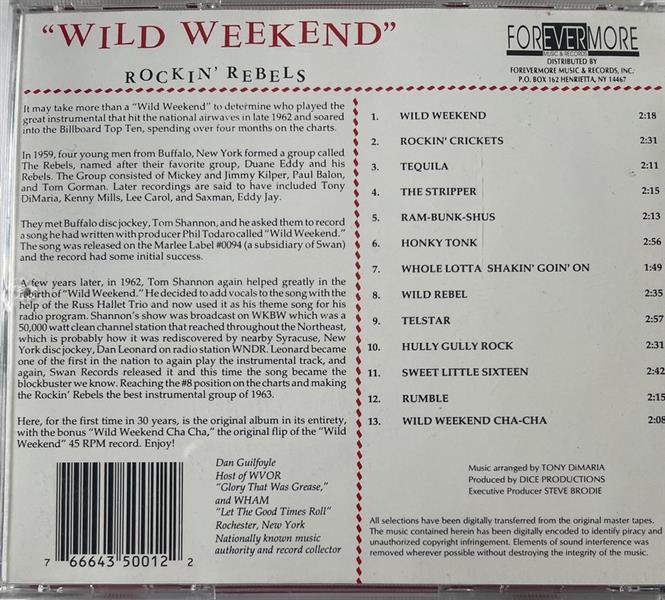 "WILD WEEKEND"
ROCKIN' REBELS
FOREVERMORE
MUSIC & RECORDS
DISTRIBUTED BY
FOREVERMORE MUSIC & RECORDS, INC.
P.O. BOX 162 HENRIETTA, NY 14467
It may take more than a "Wild Weekend" to determine who played the
great instrumental that hit the national airwaves in late 1962 and soared
into the Billboard Top Ten, spending over four months on the charts.
In 1959, four young men from Buffalo, New York formed a group called
The Rebels, named after their favorite group, Duane Eddy and his
Rebels. The Group consisted of Mickey and Jimmy Kilper, Paul Balon,
and Tom Gorman. Later recordings are said to have included Tony
DiMaria, Kenny Mills, Lee Carol, and Saxman, Eddy Jay.
They met Buffalo disc jockey, Tom Shannon, and he asked them to record
a song he had written with producer Phil Todaro called "Wild Weekend."
The song was released on the Marlee Label #0094 (a subsidiary of Swan)
and the record had some initial success.
A few years later, in 1962, Tom Shannon again helped greatly in the
rebirth of "Wild Weekend." He decided to add vocals to the song with the
help of the Russ Hallet Trio and now used it as his theme song for his
radio program. Shannon's show was broadcast on WKBW which was a
50,000 watt clean channel station that reached throughout the Northeast,
which is probably how it was rediscovered by nearby Syracuse, New
York disc jockey, Dan Leonard on radio station WNDR. Leonard became
one of the first in the nation to again play the instrumental track, and
again, Swan Records released it and this time the song became the
blockbuster we know. Reaching the #8 position on the charts and making
the Rockin' Rebels the best instrumental group of 1963.
Here, for the first time in 30 years, is the original album in its entirety,
with the bonus "Wild Weekend Cha Cha," the original flip of the "Wild
Weekend" 45 RPM record. Enjoy!
Dan Guilfoyle
Host of WVOR
"Glory That Was Grease,"
and WHAM
"Let The Good Times Roll"
Rochester, New York
Nationally known music
authority and record collector
7 66643 50012 2
1. WILD WEEKEND 2:18
2. ROCKIN' CRICKETS 2:31
3. TEQUILA 2:11
4. THE STRIPPER 2:15
5. RAM-BUNK-SHUS 2:13
6. HONKY TONK 2:56
7. WHOLE LOTTA SHAKIN' GOIN' ON 1:49
8. WILD REBEL 2:35
9. TELSTAR 2:57
10. HULLY GULLY ROCK 2:31
11. SWEET LITTLE SIXTEEN 2:42
12. RUMBLE 2:15
13. WILD WEEKEND CHA-CHA 2:08
Music arranged by TONY DiMARIA
Produced by DICE PRODUCTIONS
Executive Producer STEVE BRODIE
All selections have been digitally transferred from the original master tapes.
The music contained herein has been digitally encoded to identify piracy and
unauthorized copyright infringement. Elements of sound interference was
removed wherever possible without destroying the integrity of the music.